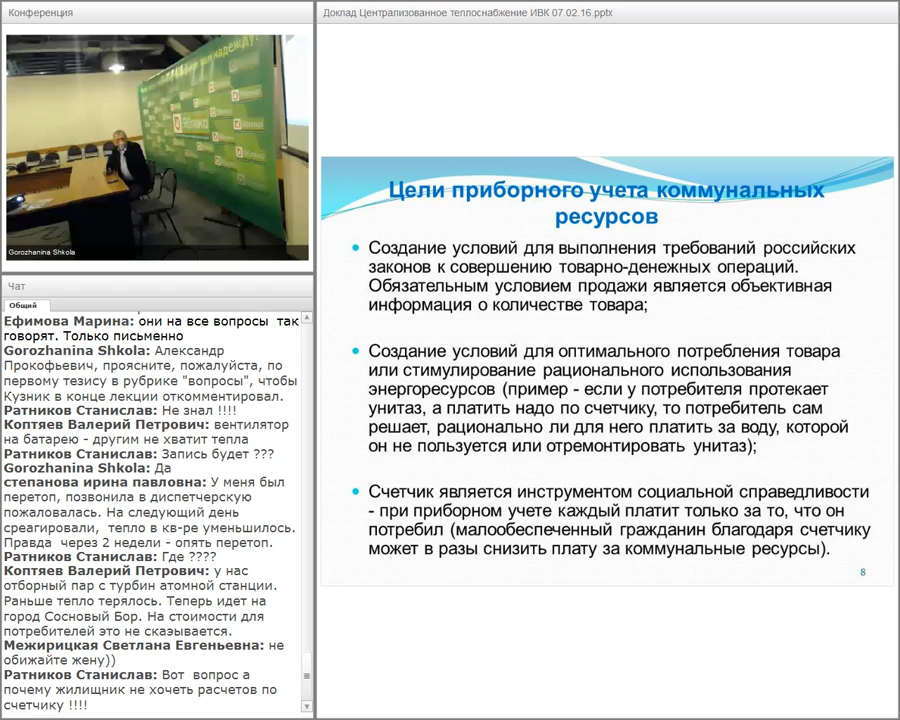 Конференция
надежду!
Яблоко
Gorozhanina Shkola
Чат
Общий
Ефимова Марина: они на все вопросы так
говорят. Только письменно
Gorozhanina Shkola: Александр
Прокофьевич, проясните, пожалуйста, по
первому тезису в рубрике "вопросы", чтобы
Кузник в конце лекции откомментировал.
Ратников Станислав: Не знал !!!!
Коптяев Валерий Петрович: вентилятор
на батарею - другим не хватит тепла
Ратников Станислав: Запись будет ???
Gorozhanina Shkola: Да
степанова ирина павловна: У меня был
перетоп, позвонила в диспетчерскую
пожаловалась. На следующий день
среагировали, тепло в кв-ре уменьшилось.
Правда через 2 недели - опять перетоп.
Ратников Станислав: Где ????
Коптяев Валерий Петрович: у нас
отборный пар с турбин атомной станции.
Раньше тепло терялось. Теперь идет на
город Сосновый Бор. На стоимости для
потребителей это не сказывается.
Межирицкая Светлана Евгеньевна: не
обижайте жену))
Ратников Станислав: Вот вопрос а
почему жилищник не хочеть расчетов по
счетчику !!!!
Доклад Централизованное теплоснабжение ИВК 07.02.16.pptx
Цели приборного учета коммунальных
ресурсов
Создание условий для выполнения требований российских
законов к совершению товарно-денежных операций.
Обязательным условием продажи является объективная
информация о количестве товара;
Создание условий для оптимального потребления товара
или стимулирование рационального использования
энергоресурсов (пример - если у потребителя протекает
унитаз, а платить надо по счетчику, то потребитель сам
решает, рационально ли для него платить за воду, которой
он не пользуется или отремонтировать унитаз);
Счетчик является инструментом социальной справедливости
- при приборном учете каждый платит только за то, что он
потребил (малообеспеченный гражданин благодаря счетчику
может в разы снизить плату за коммунальные ресурсы).
8